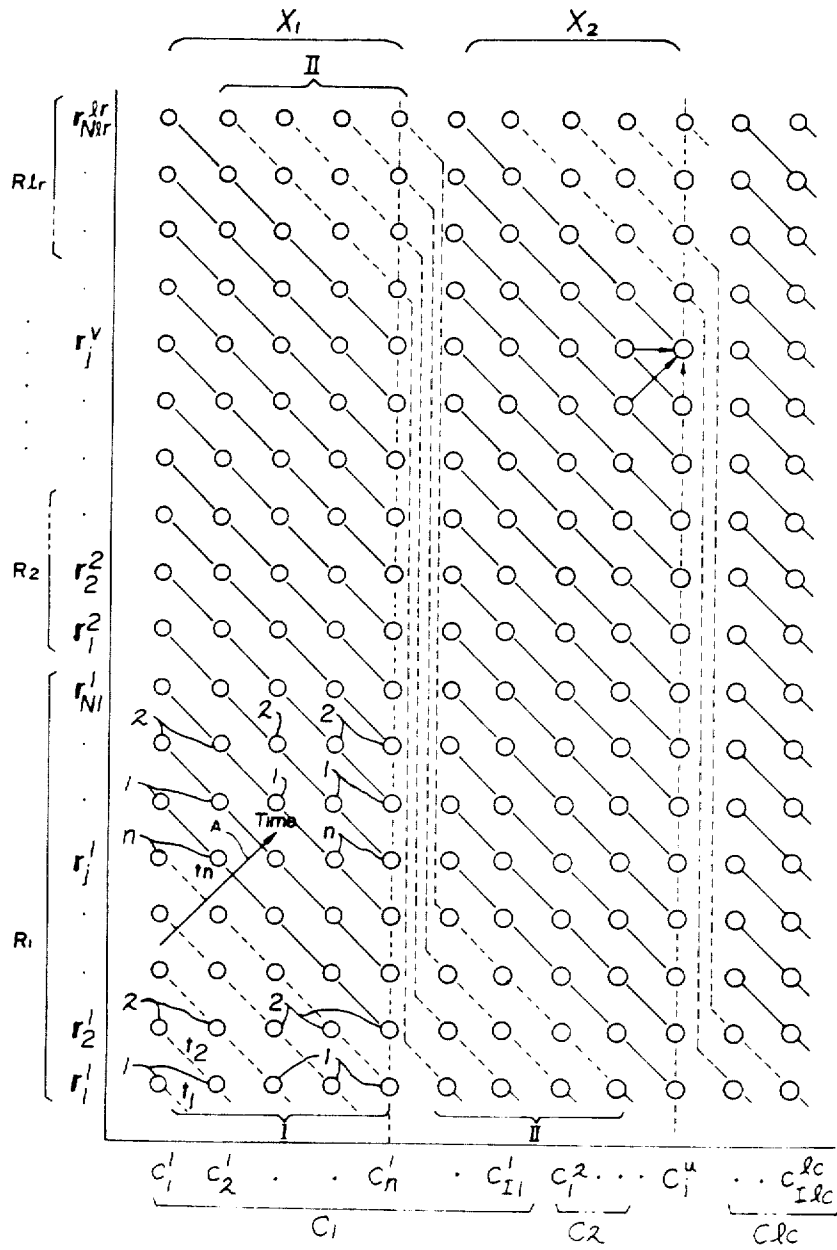 X₁ X₂
II
r^{lr}_{Nlr}
Rlr
r^v_j
R2
r^2_2
r^2_1
r^1_{N1}
2 2 2
1 1 1
A Time
n tn n
r^1_j
R1
2 2
r^1_2
t2
1 1
r^1_1
t1
I II
C^1_1 C^1_2 · · C^1_n · C^1_{I1} C^2_1 · · · C^u_i · · C^{lc}_{Ilc}
C1 C2 Clc